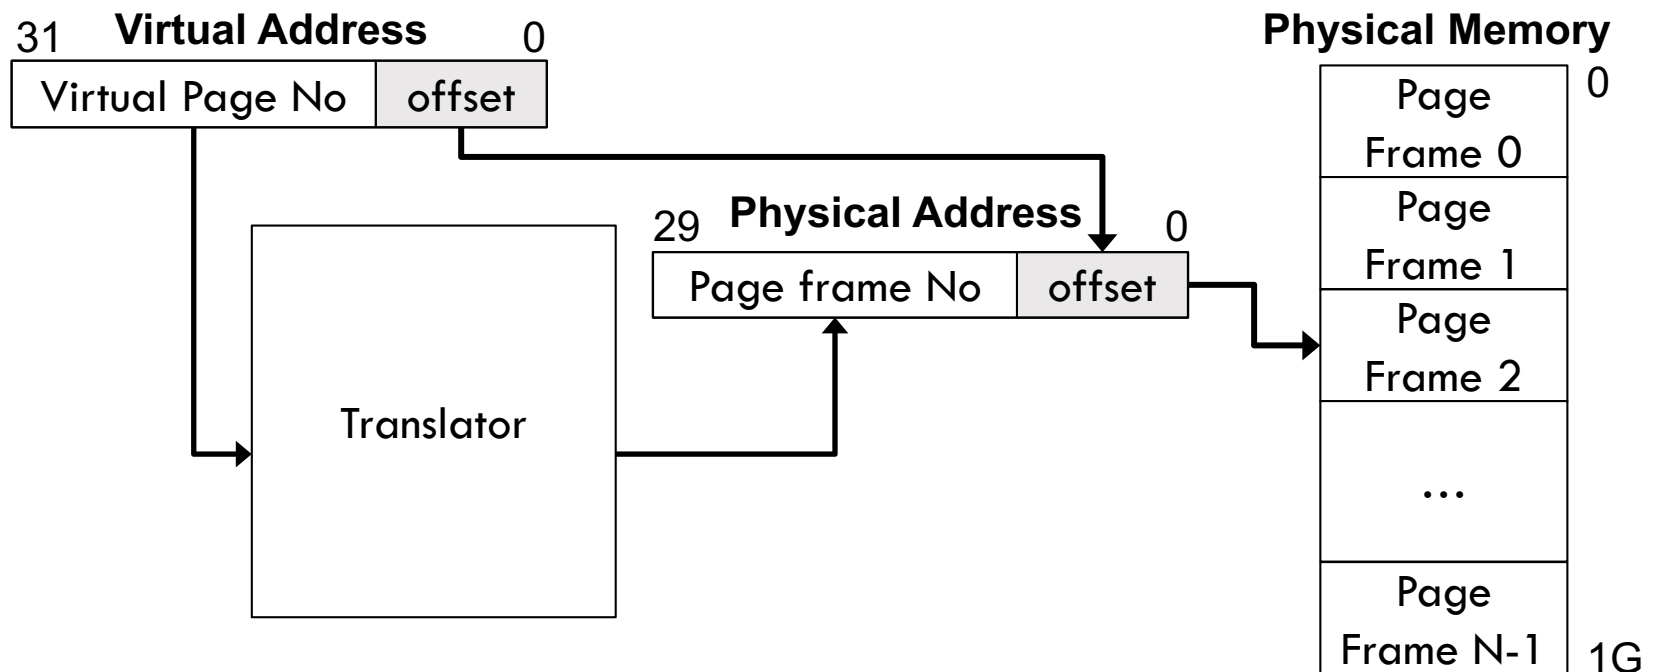 Virtual Address
31
0
Virtual Page No
offset
Translator
Physical Address
29
0
Page frame No
offset
Physical Memory
0
Page
Frame 0
Page
Frame 1
Page
Frame 2
...
Page
Frame N-1
1G